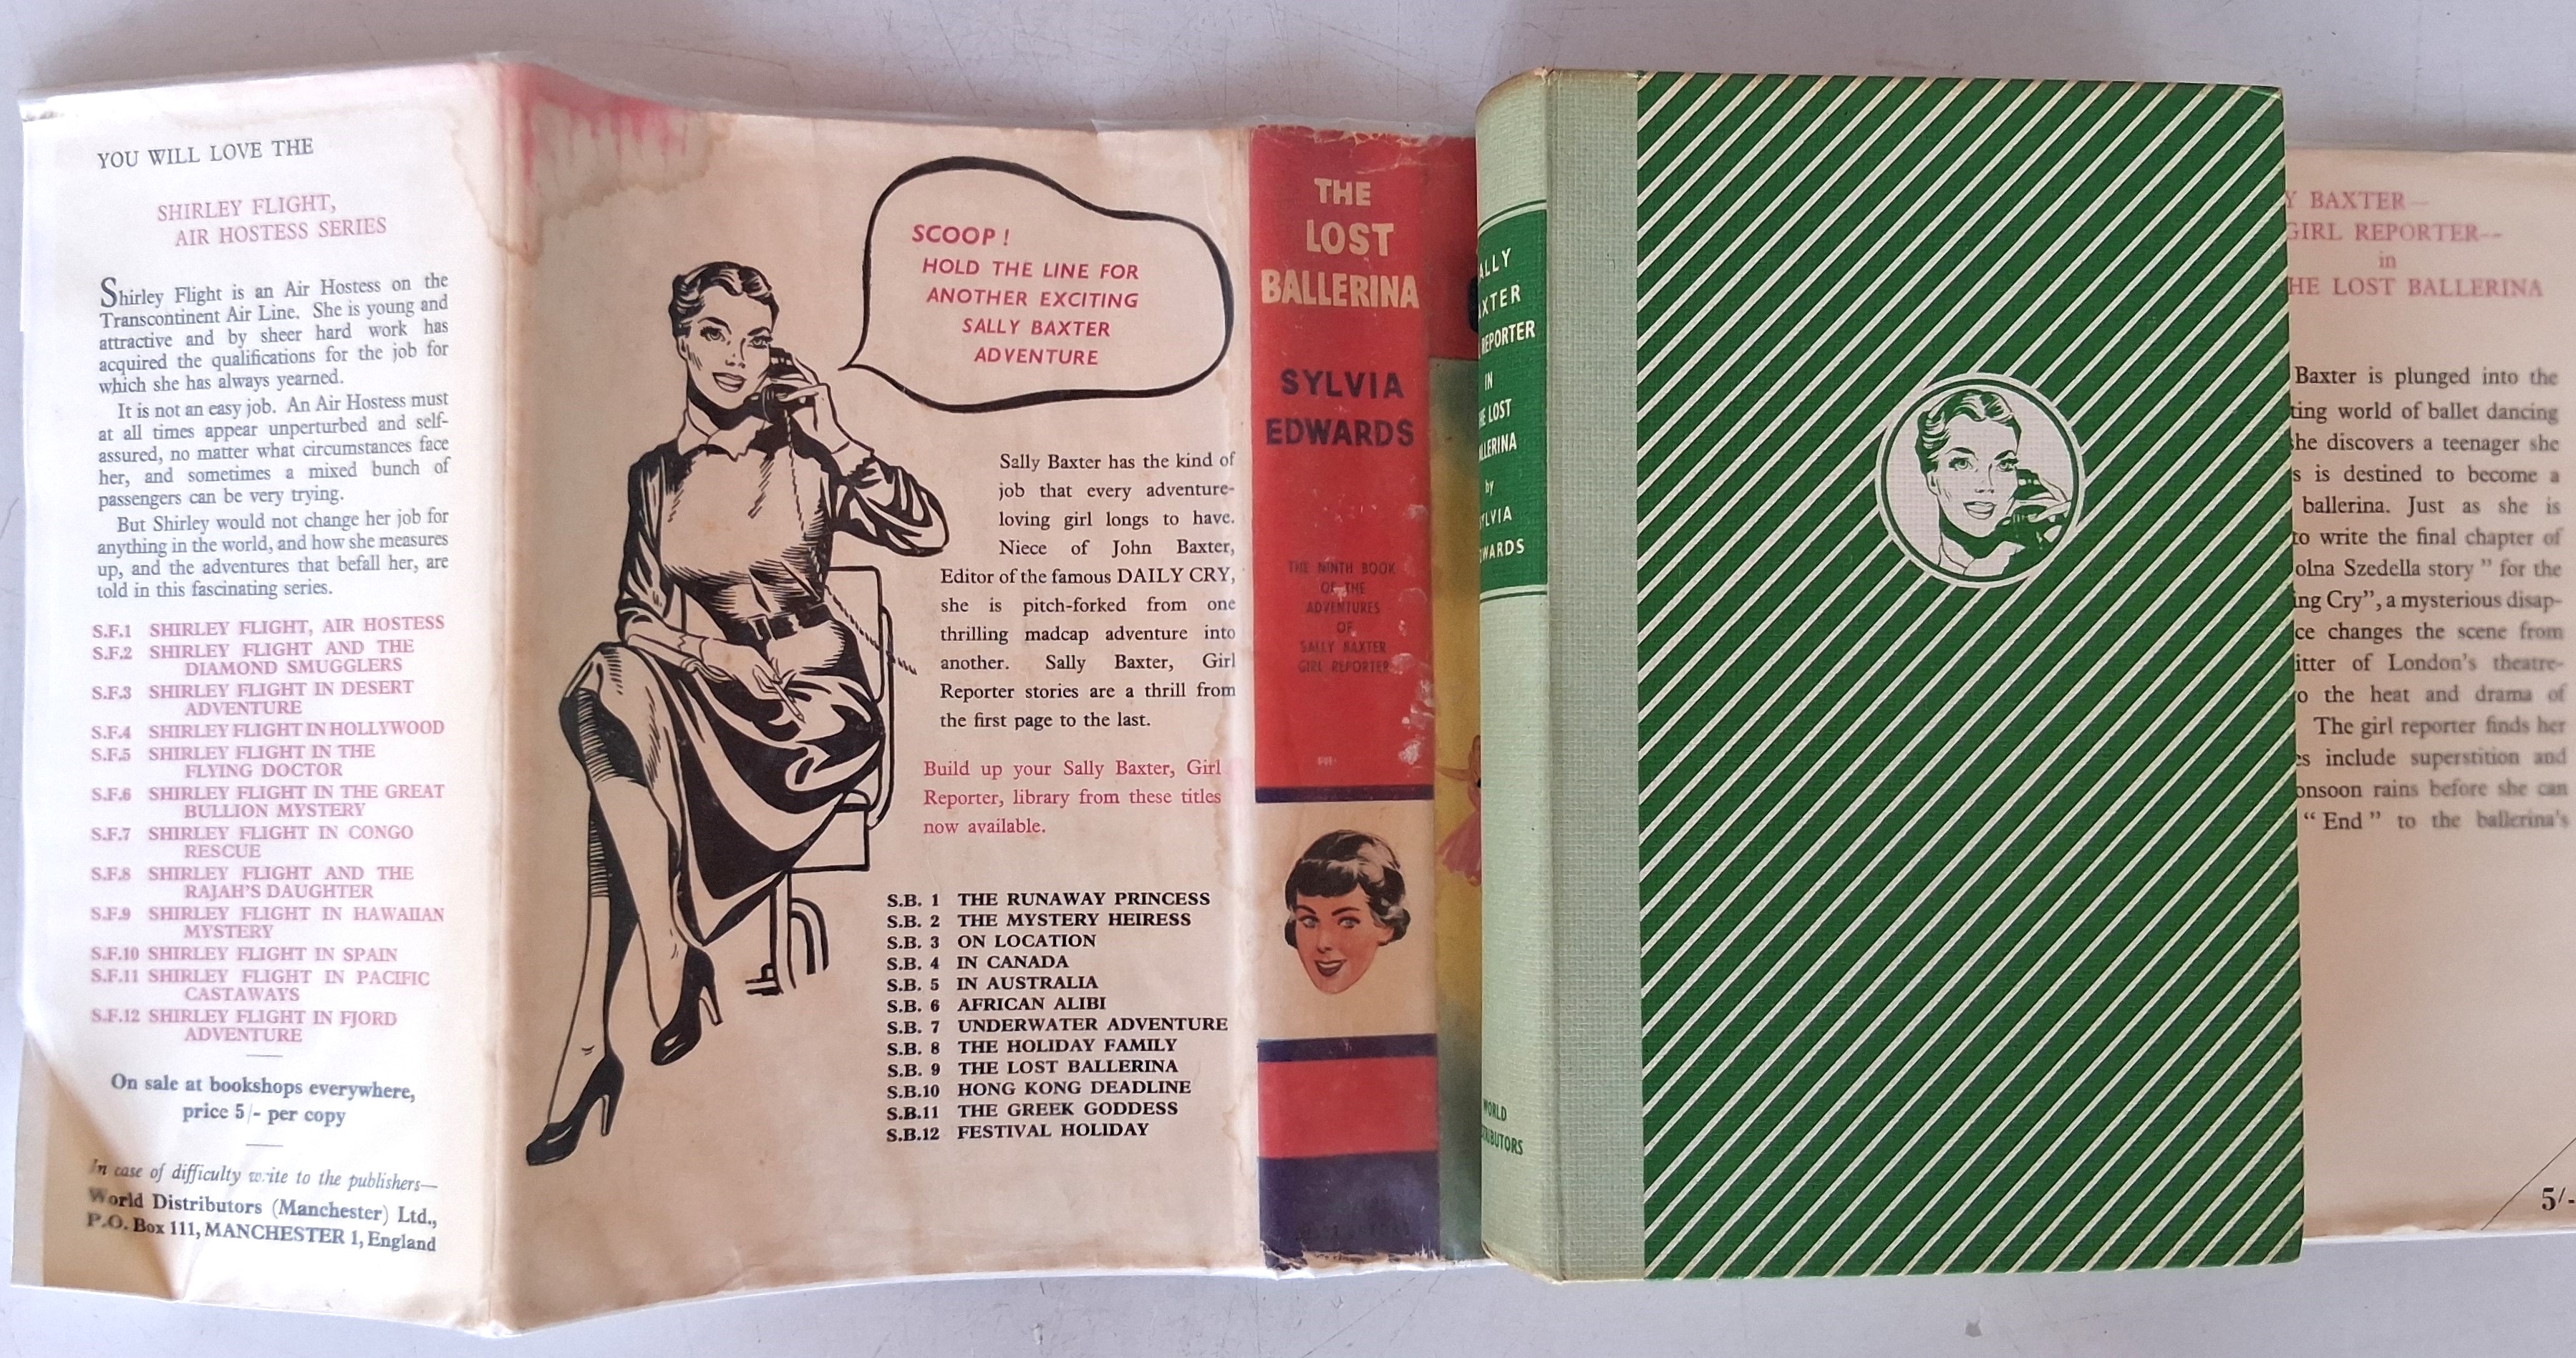 YOU WILL LOVE THE
SHIRLEY FLIGHT,
AIR HOSTESS SERIES
Shirley Flight is an Air Hostess on the
Transcontinent Air Line. She is young and
attractive and by sheer hard work has
acquired the qualifications for the job for
which she has always yearned.
It is not an easy job. An Air Hostess must
at all times appear unperturbed and self-
assured, no matter what circumstances face
her, and sometimes a mixed bunch of
passengers can be very trying.
But Shirley would not change her job for
anything in the world, and how she measures
up, and the adventures that befall her, are
told in this fascinating series.
S.F.1 SHIRLEY FLIGHT, AIR HOSTESS
S.F.2 SHIRLEY FLIGHT AND THE
DIAMOND SMUGGLERS
S.F.3 SHIRLEY FLIGHT IN DESERT
ADVENTURE
S.F.4 SHIRLEY FLIGHT IN HOLLYWOOD
S.F.5 SHIRLEY FLIGHT IN THE
FLYING DOCTOR
S.F.6 SHIRLEY FLIGHT IN THE GREAT
BULLION MYSTERY
S.F.7 SHIRLEY FLIGHT IN CONGO
RESCUE
S.F.8 SHIRLEY FLIGHT AND THE
RAJAH'S DAUGHTER
S.F.9 SHIRLEY FLIGHT IN HAWAIIAN
MYSTERY
S.F.10 SHIRLEY FLIGHT IN SPAIN
S.F.11 SHIRLEY FLIGHT IN PACIFIC
CASTAWAYS
S.F.12 SHIRLEY FLIGHT IN FJORD
ADVENTURE
On sale at bookshops everywhere,
price 5/- per copy
In case of difficulty write to the publishers—
World Distributors (Manchester) Ltd.,
P.O. Box 111, MANCHESTER 1, England
SCOOP!
HOLD THE LINE FOR
ANOTHER EXCITING
SALLY BAXTER
ADVENTURE
Sally Baxter has the kind of
job that every adventure-
loving girl longs to have.
Niece of John Baxter,
Editor of the famous DAILY CRY,
she is pitch-forked from one
thrilling madcap adventure into
another. Sally Baxter, Girl
Reporter stories are a thrill from
the first page to the last.
Build up your Sally Baxter, Girl
Reporter, library from these titles
now available.
S.B. 1 THE RUNAWAY PRINCESS
S.B. 2 THE MYSTERY HEIRESS
S.B. 3 ON LOCATION
S.B. 4 IN CANADA
S.B. 5 IN AUSTRALIA
S.B. 6 AFRICAN ALIBI
S.B. 7 UNDERWATER ADVENTURE
S.B. 8 THE HOLIDAY FAMILY
S.B. 9 THE LOST BALLERINA
S.B.10 HONG KONG DEADLINE
S.B.11 THE GREEK GODDESS
S.B.12 FESTIVAL HOLIDAY
THE
LOST
BALLERINA
SYLVIA
EDWARDS
THE NINTH BOOK
OF THE
ADVENTURES
OF
SALLY BAXTER
GIRL REPORTER
ALLY
AXTER
REPORTER
IN
HE LOST
LLERINA
by
YLVIA
WARDS
WORLD
TRIBUTORS
Y BAXTER—
GIRL REPORTER--
in
HE LOST BALLERINA
Baxter is plunged into the
ting world of ballet dancing
she discovers a teenager she
s is destined to become a
ballerina. Just as she is
to write the final chapter of
olna Szedella story" for the
ing Cry", a mysterious disap-
ce changes the scene from
itter of London's theatre-
o the heat and drama of
The girl reporter finds her
es include superstition and
onsoon rains before she can
"End" to the ballerina's
5/-